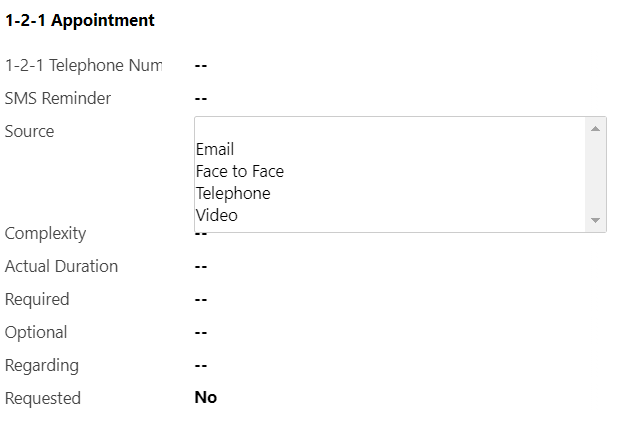 1-2-1 Appointment
1-2-1 Telephone Num --
SMS Reminder --
Source
Email
Face to Face
Telephone
Video
Complexity --
Actual Duration --
Required --
Optional --
Regarding --
Requested No